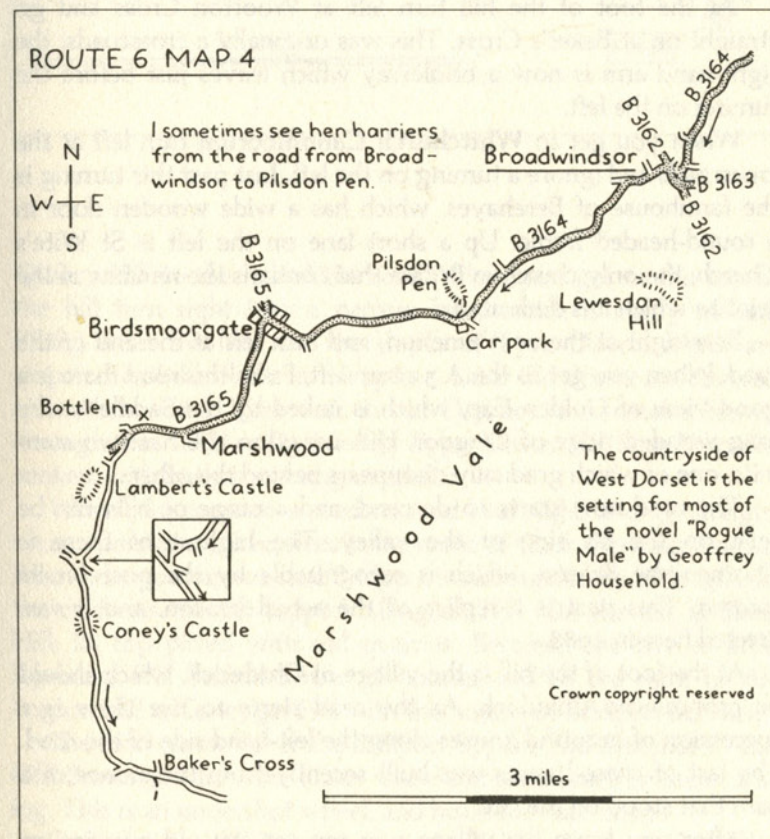 ROUTE 6 MAP 4
I sometimes see hen harriers
from the road from Broad-
windsor to Pilsdon Pen.
N
W E
S
B 3164
B 3162
Broadwindsor
B 3163
B 3162
B 3164
Pilsdon
Pen
Lewesdon
Hill
B 3165
Birdsmoorgate
Car park
Bottle Inn
B 3165
Marshwood
Lambert's Castle
Marshwood Vale
The countryside of
West Dorset is the
setting for most of
the novel "Rogue
Male" by Geoffrey
Household.
Coney's Castle
Crown copyright reserved
Baker's Cross
3 miles